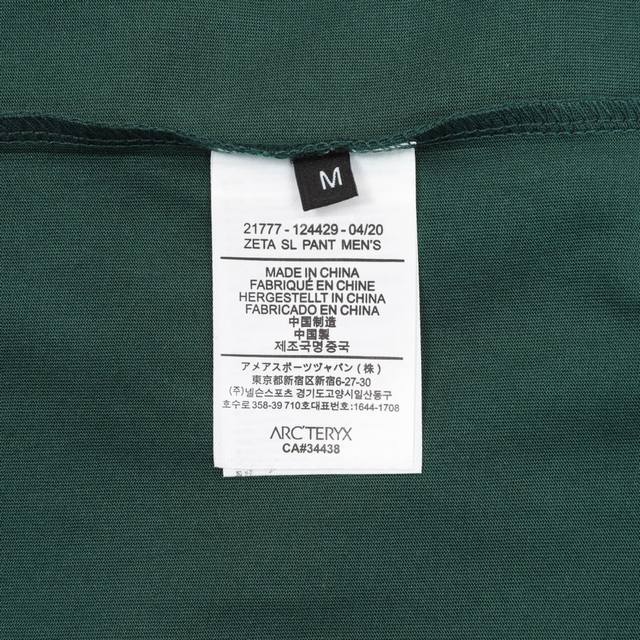 M
21777 - 124429 - 04/20
ZETA SL PANT MEN'S
MADE IN CHINA
FABRIQUÉ EN CHINE
HERGESTELLT IN CHINA
FABRICADO EN CHINA
中国制造
中国製
제조국명중국
アメアスポーツヅャパン (株)
東京都新宿区新宿6-27-30
(주)넬슨스포츠 경기도고양시일산동구
호수로 358-39 710호대표번호: 1644-1708
ARC'TERYX
CA#34438